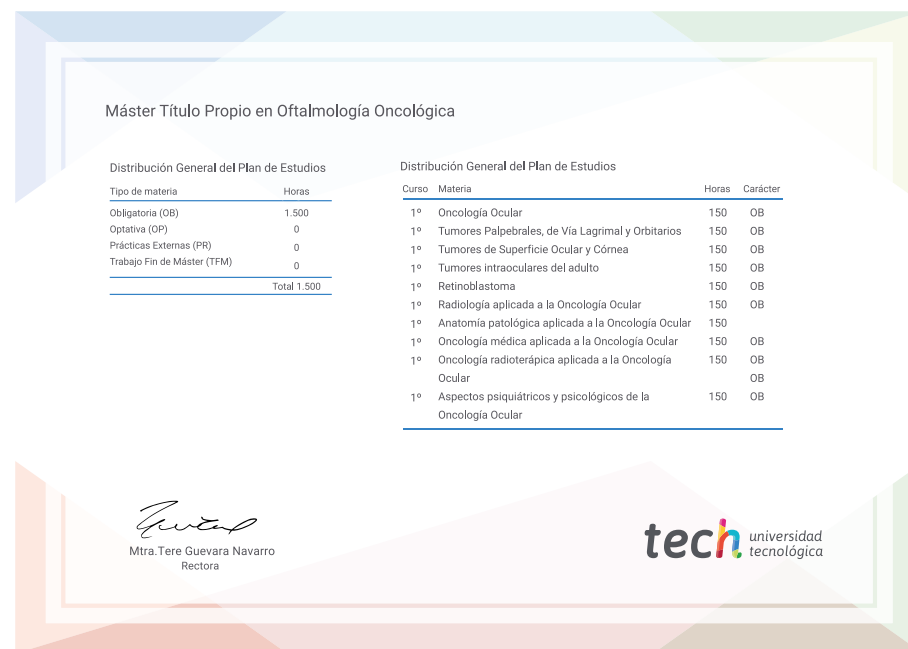 Máster Título Propio en Oftalmología Oncológica
Distribución General del Plan de Estudios
Tipo de materia Horas
Obligatoria (OB) 1.500
Optativa (OP) 0
Prácticas Externas (PR) 0
Trabajo Fin de Máster (TFM) 0
Total 1.500
Distribución General del Plan de Estudios
Curso Materia Horas Carácter
1º Oncología Ocular 150 OB
1º Tumores Palpebrales, de Vía Lagrimal y Orbitarios 150 OB
1º Tumores de Superficie Ocular y Córnea 150 OB
1º Tumores intraoculares del adulto 150 OB
1º Retinoblastoma 150 OB
1º Radiología aplicada a la Oncología Ocular 150 OB
1º Anatomía patológica aplicada a la Oncología Ocular 150
1º Oncología médica aplicada a la Oncología Ocular 150 OB
1º Oncología radioterápica aplicada a la Oncología 150 OB
Ocular OB
1º Aspectos psiquiátricos y psicológicos de la 150 OB
Oncología Ocular
Mtra.Tere Guevara Navarro
Rectora
tech universidad
tecnológica